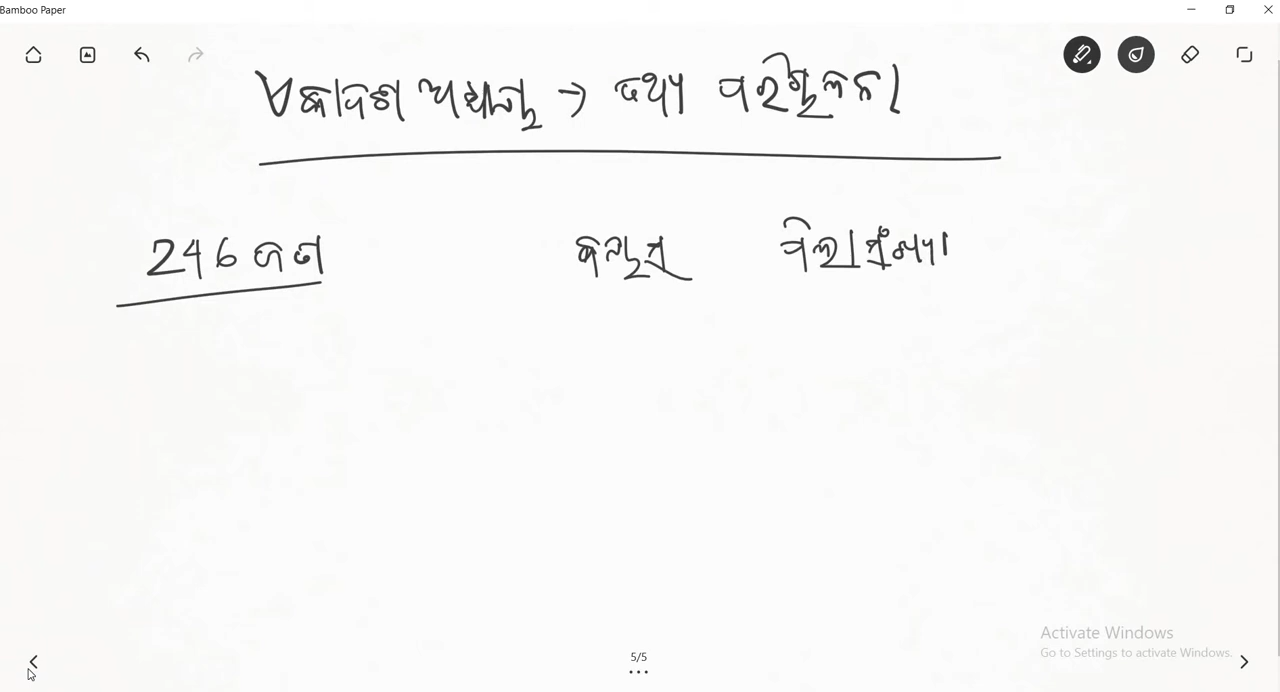 Bamboo Paper
ଏକାଦଶ ଅଧ୍ୟାୟ → ତଥ୍ୟ ପରିଚାଳନା
246 ଜଣ
ବୟସ ପିଲା ସଂଖ୍ୟା
5/5
Activate Windows
Go to Settings to activate Windows.